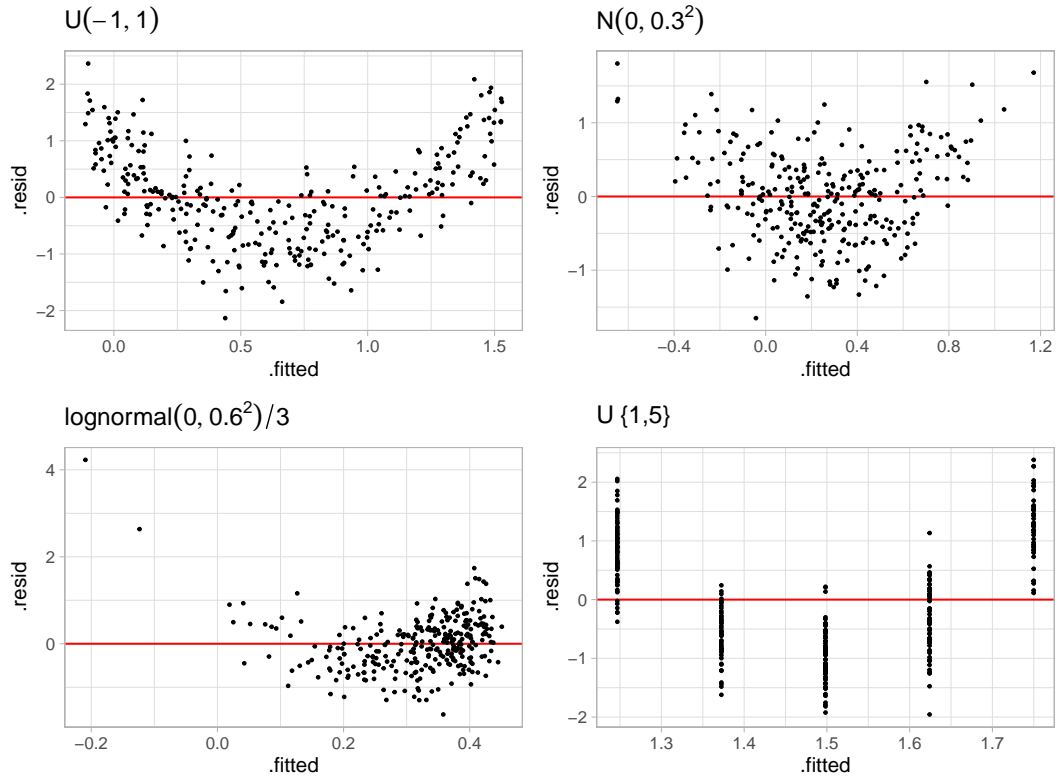 U(−1, 1)
.resid
2
1
0
−1
−2
0.0 0.5 1.0 1.5
.fitted
N(0, 0.3²)
.resid
1
0
−1
−0.4 0.0 0.4 0.8 1.2
.fitted
lognormal(0, 0.6²)/3
.resid
4
2
0
−0.2 0.0 0.2 0.4
.fitted
U {1,5}
.resid
2
1
0
−1
−2
1.3 1.4 1.5 1.6 1.7
.fitted